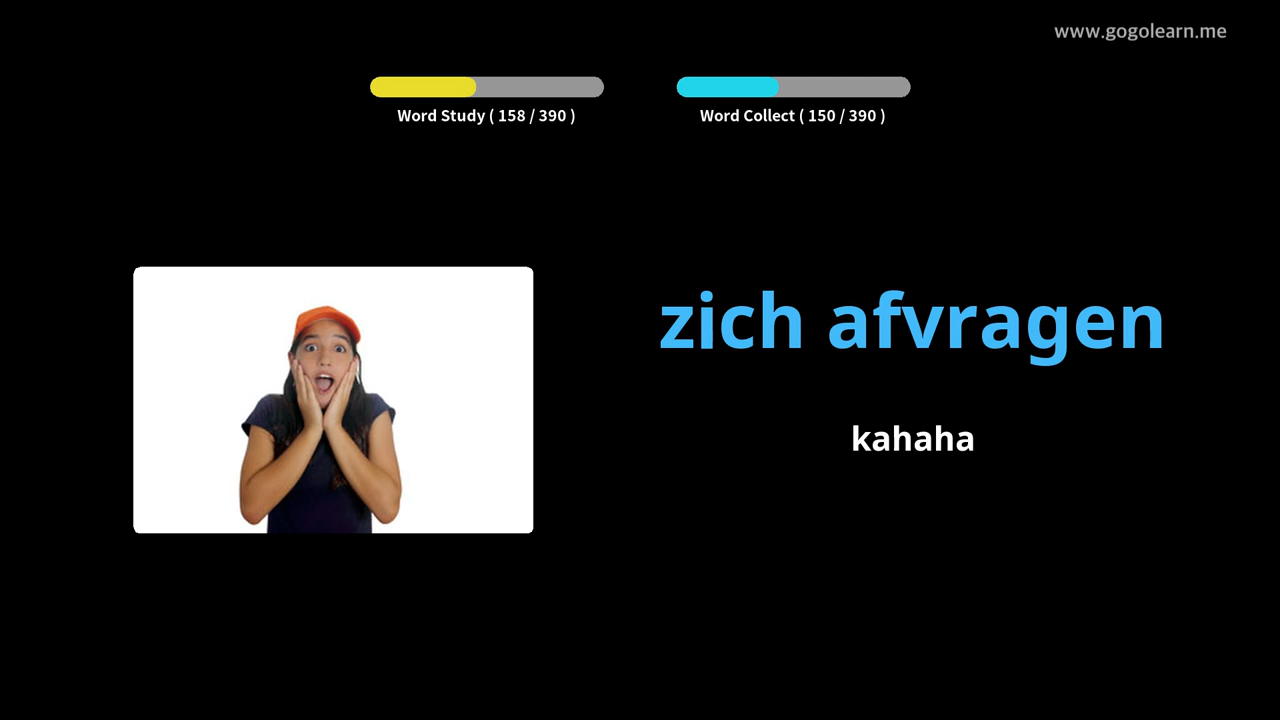 www.gogolearn.me
Word Study ( 158 / 390 )
Word Collect ( 150 / 390 )
zich afvragen
kahaha